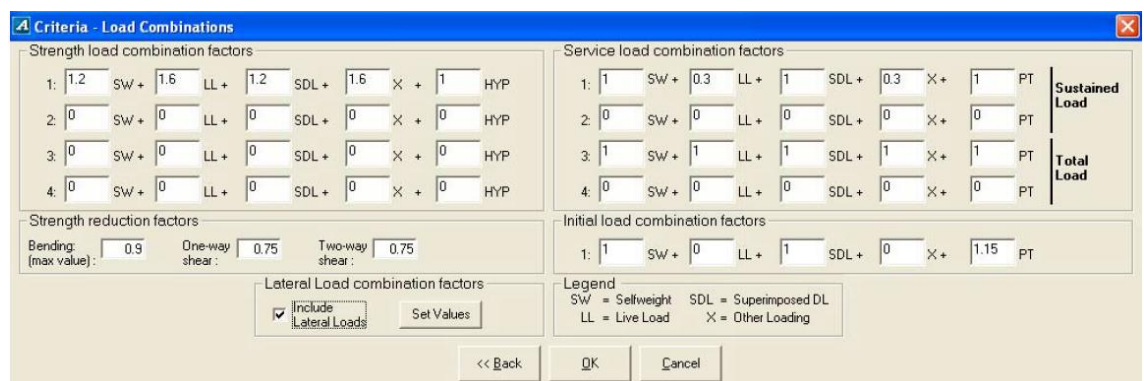 Criteria - Load Combinations
Strength load combination factors
1: 1.2 SW + 1.6 LL + 1.2 SDL + 1.6 X + 1 HYP
2: 0 SW + 0 LL + 0 SDL + 0 X + 0 HYP
3: 0 SW + 0 LL + 0 SDL + 0 X + 0 HYP
4: 0 SW + 0 LL + 0 SDL + 0 X + 0 HYP
Service load combination factors
1: 1 SW + 0.3 LL + 1 SDL + 0.3 X + 1 PT
2: 0 SW + 0 LL + 0 SDL + 0 X + 0 PT
Sustained
Load
3: 1 SW + 1 LL + 1 SDL + 1 X + 1 PT
4: 0 SW + 0 LL + 0 SDL + 0 X + 0 PT
Total
Load
Strength reduction factors
Bending: 0.9 One-way 0.75 Two-way 0.75
(max value) : shear : shear :
Initial load combination factors
1: 1 SW + 0 LL + 1 SDL + 0 X + 1.15 PT
Lateral Load combination factors
Include
Lateral Loads
Set Values
Legend
SW = Selfweight SDL = Superimposed DL
LL = Live Load X = Other Loading
<< Back OK Cancel